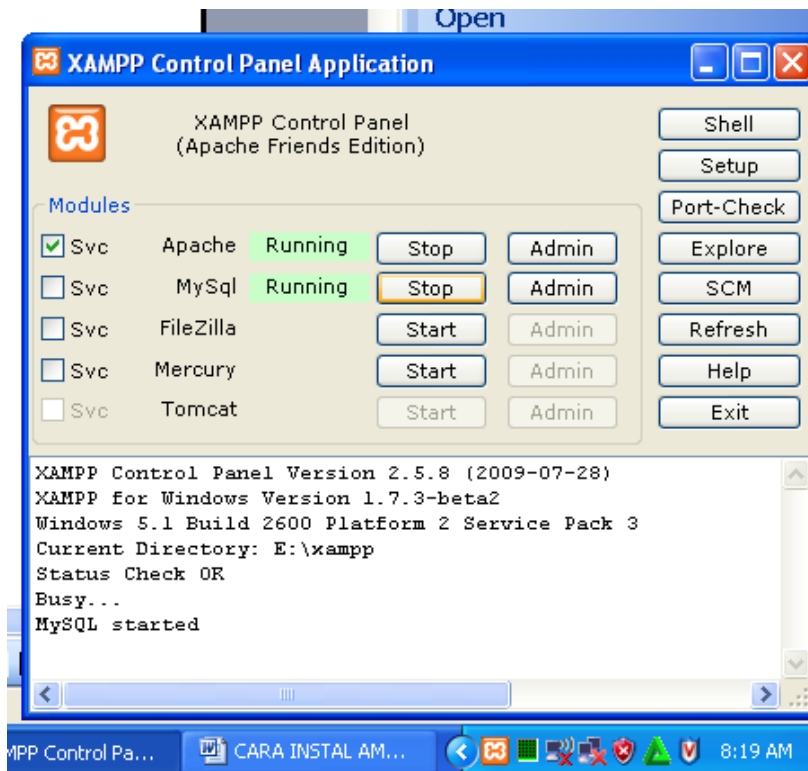 Open
XAMPP Control Panel Application
XAMPP Control Panel
(Apache Friends Edition)
Shell
Setup
Port-Check
Modules
Svc Apache Running Stop Admin Explore
Svc MySql Running Stop Admin SCM
Svc FileZilla Start Admin Refresh
Svc Mercury Start Admin Help
Svc Tomcat Start Admin Exit
XAMPP Control Panel Version 2.5.8 (2009-07-28)
XAMPP for Windows Version 1.7.3-beta2
Windows 5.1 Build 2600 Platform 2 Service Pack 3
Current Directory: E:\xampp
Status Check OK
Busy...
MySQL started
MPP Control Pa... CARA INSTAL AM... 8:19 AM